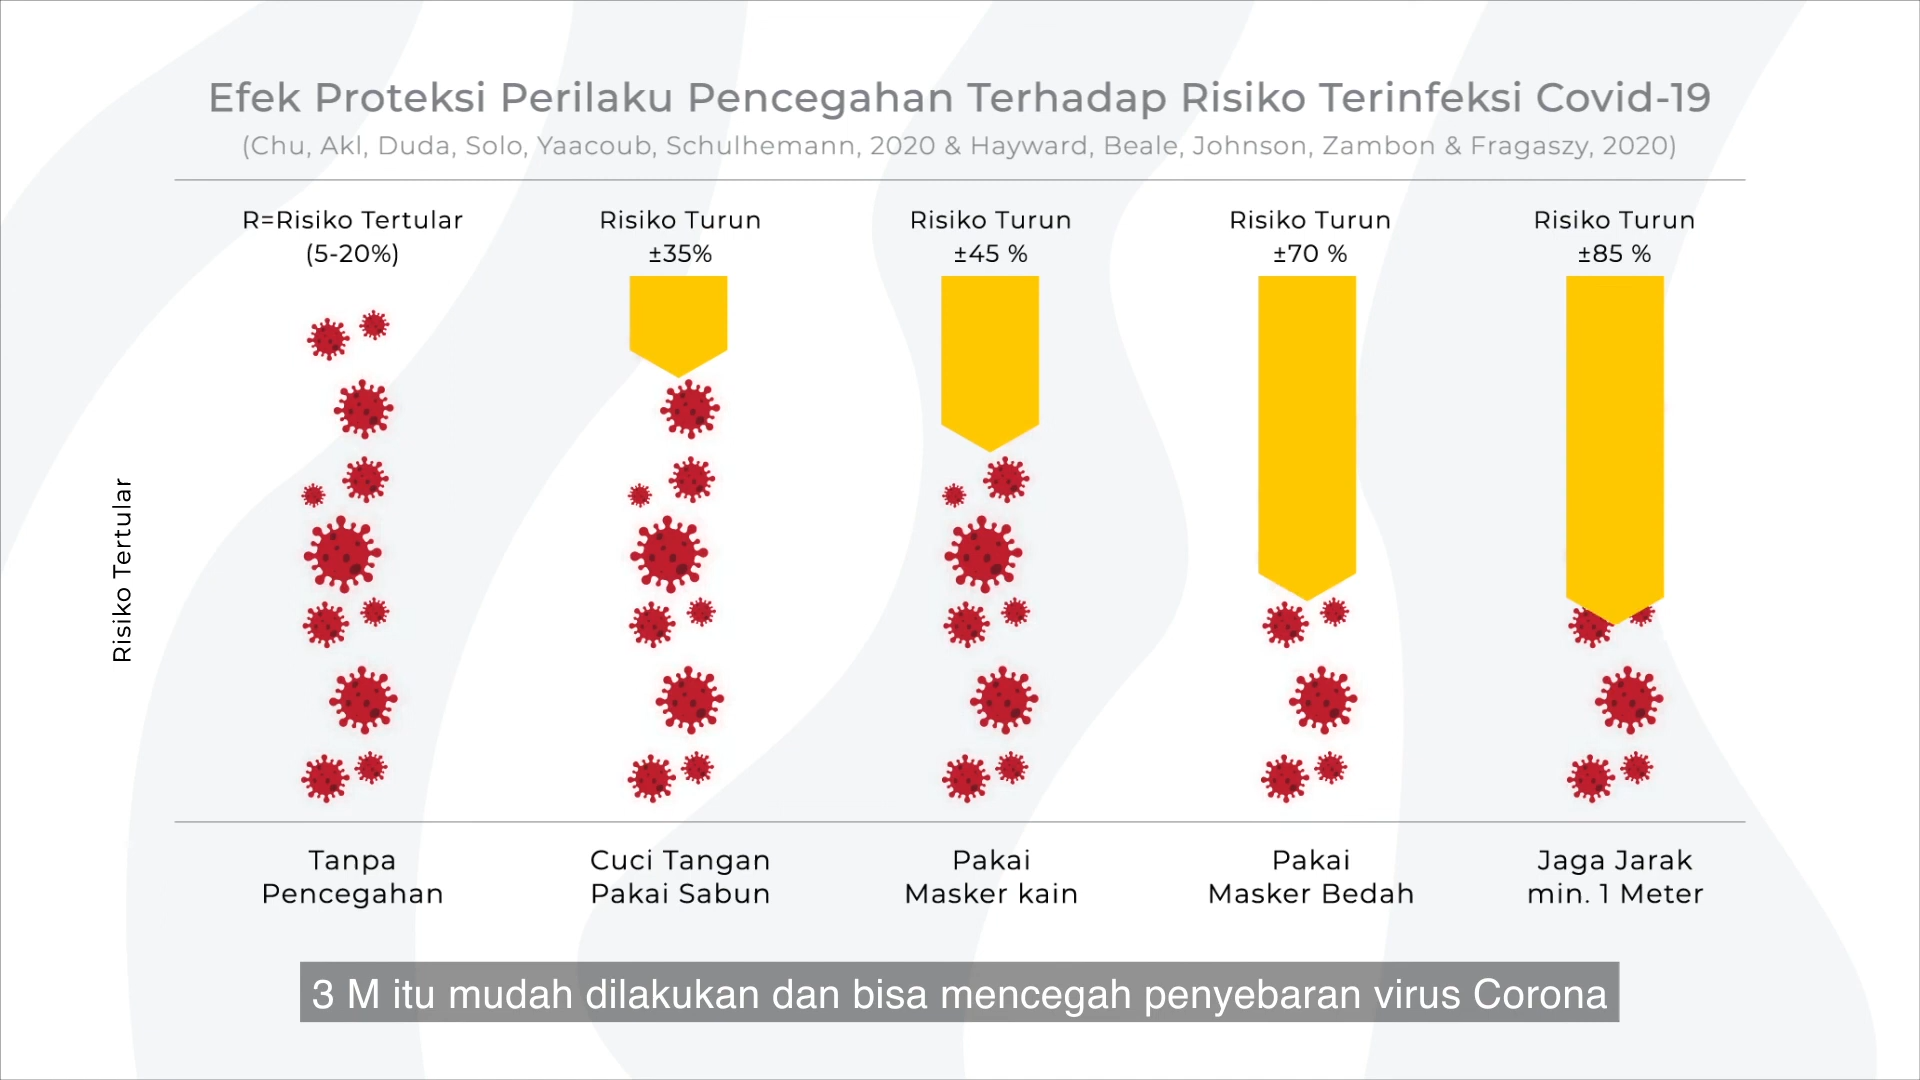 Efek Proteksi Perilaku Pencegahan Terhadap Risiko Terinfeksi Covid-19
(Chu, Akl, Duda, Solo, Yaacoub, Schulhemann, 2020 & Hayward, Beale, Johnson, Zambon & Fragaszy, 2020)
R=Risiko Tertular
(5-20%)
Risiko Turun
±35%
Risiko Turun
±45 %
Risiko Turun
±70 %
Risiko Turun
±85 %
Risiko Tertular
Tanpa
Pencegahan
Cuci Tangan
Pakai Sabun
Pakai
Masker kain
Pakai
Masker Bedah
Jaga Jarak
min. 1 Meter
3 M itu mudah dilakukan dan bisa mencegah penyebaran virus Corona